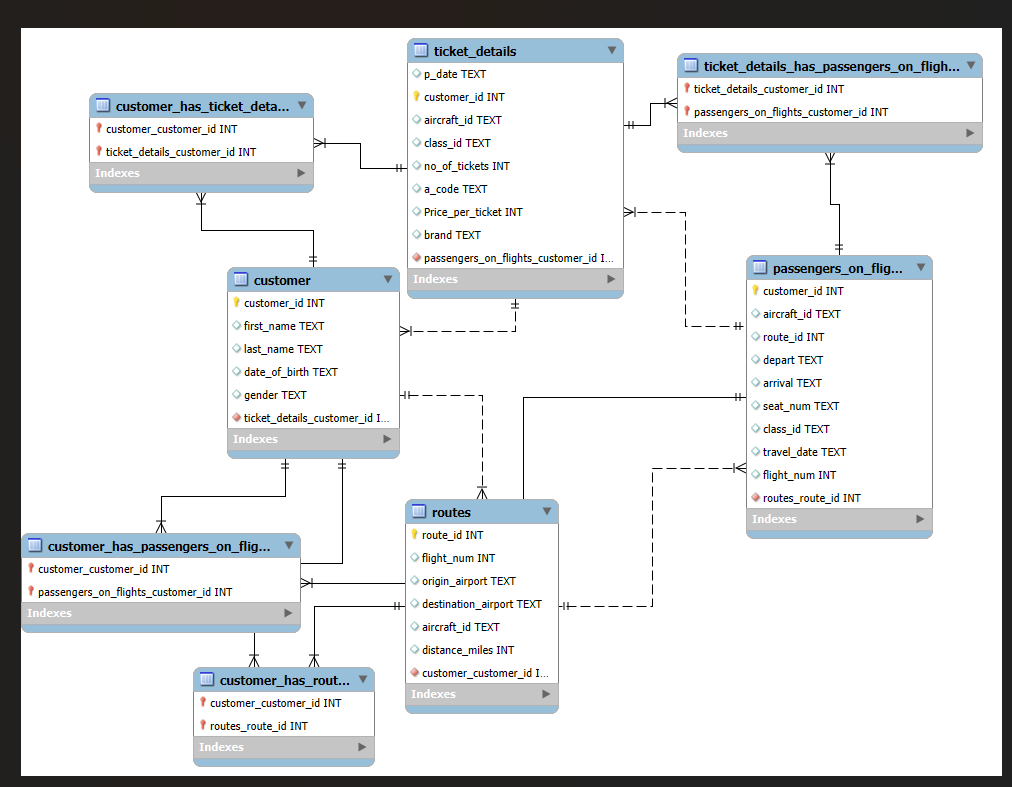 ticket_details
p_date TEXT
customer_id INT
aircraft_id TEXT
class_id TEXT
no_of_tickets INT
a_code TEXT
Price_per_ticket INT
brand TEXT
passengers_on_flights_customer_id I...
Indexes
ticket_details_has_passengers_on_fligh...
ticket_details_customer_id INT
passengers_on_flights_customer_id INT
Indexes
customer_has_ticket_deta...
customer_customer_id INT
ticket_details_customer_id INT
Indexes
customer
customer_id INT
first_name TEXT
last_name TEXT
date_of_birth TEXT
gender TEXT
ticket_details_customer_id I...
Indexes
passengers_on_flig...
customer_id INT
aircraft_id TEXT
route_id INT
depart TEXT
arrival TEXT
seat_num TEXT
class_id TEXT
travel_date TEXT
flight_num INT
routes_route_id INT
Indexes
routes
route_id INT
flight_num INT
origin_airport TEXT
destination_airport TEXT
aircraft_id TEXT
distance_miles INT
customer_customer_id I...
Indexes
customer_has_passengers_on_flig...
customer_customer_id INT
passengers_on_flights_customer_id INT
Indexes
customer_has_rout...
customer_customer_id INT
routes_route_id INT
Indexes